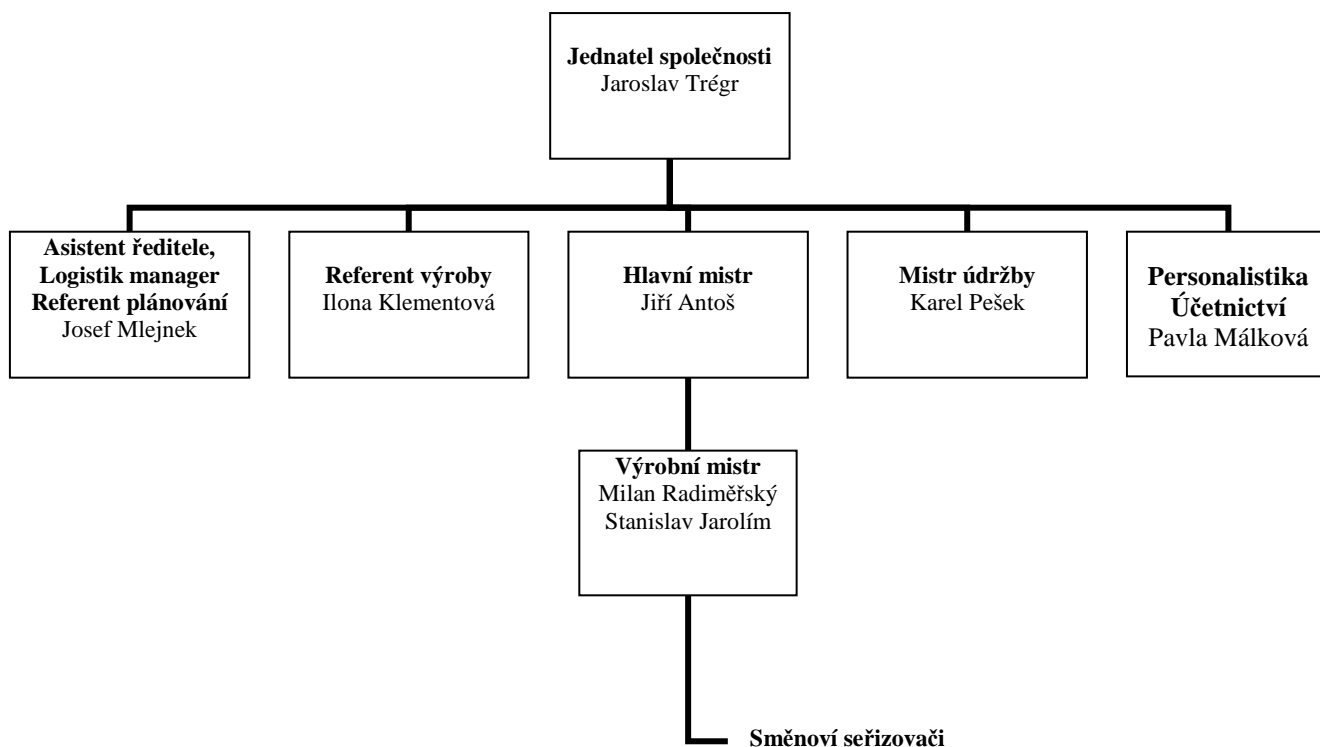 Jednatel společnosti
Jaroslav Trégr
Asistent ředitele,
Logistik manager
Referent plánování
Josef Mlejnek
Referent výroby
Ilona Klementová
Hlavní mistr
Jiří Antoš
Mistr údržby
Karel Pešek
Personalistika
Účetnictví
Pavla Málková
Výrobní mistr
Milan Radiměřský
Stanislav Jarolím
Směnoví seřizovači